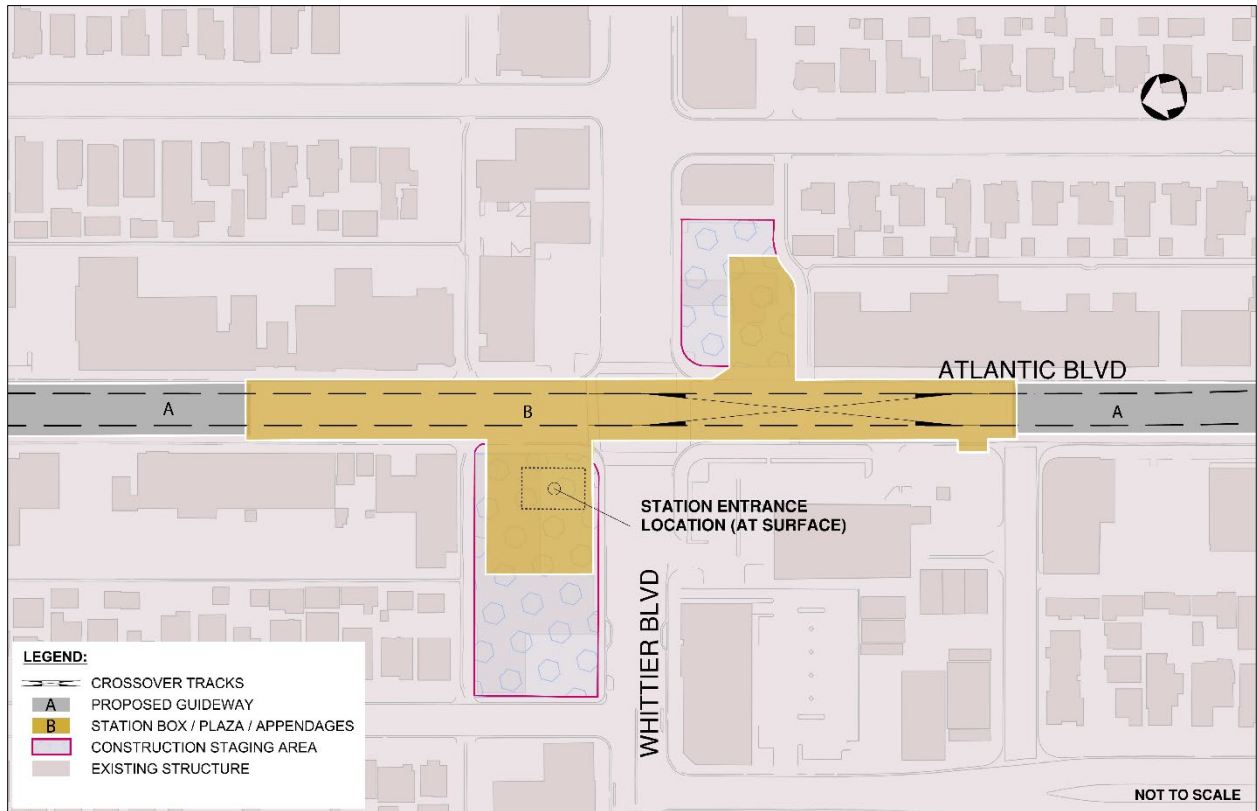 ATLANTIC BLVD
A
B
A
STATION ENTRANCE
LOCATION (AT SURFACE)
WHITTIER BLVD
LEGEND:
CROSSOVER TRACKS
A PROPOSED GUIDEWAY
B STATION BOX / PLAZA / APPENDAGES
CONSTRUCTION STAGING AREA
EXISTING STRUCTURE
NOT TO SCALE